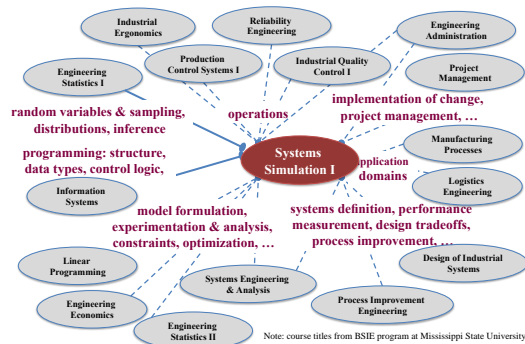 Industrial
Ergonomics
Reliability
Engineering
Engineering
Administration
Production
Control Systems I
Industrial Quality
Control I
Project
Management
Engineering
Statistics I
random variables & sampling,
distributions, inference
operations
implementation of change,
project management, …
programming: structure,
data types, control logic,
Systems
Simulation I
application
domains
Manufacturing
Processes
Logistics
Engineering
Information
Systems
model formulation,
experimentation & analysis,
constraints, optimization, …
systems definition, performance
measurement, design tradeoffs,
process improvement, …
Linear
Programming
Systems Engineering
& Analysis
Design of Industrial
Systems
Engineering
Economics
Process Improvement
Engineering
Engineering
Statistics II
Note: course titles from BSIE program at Mississippi State University